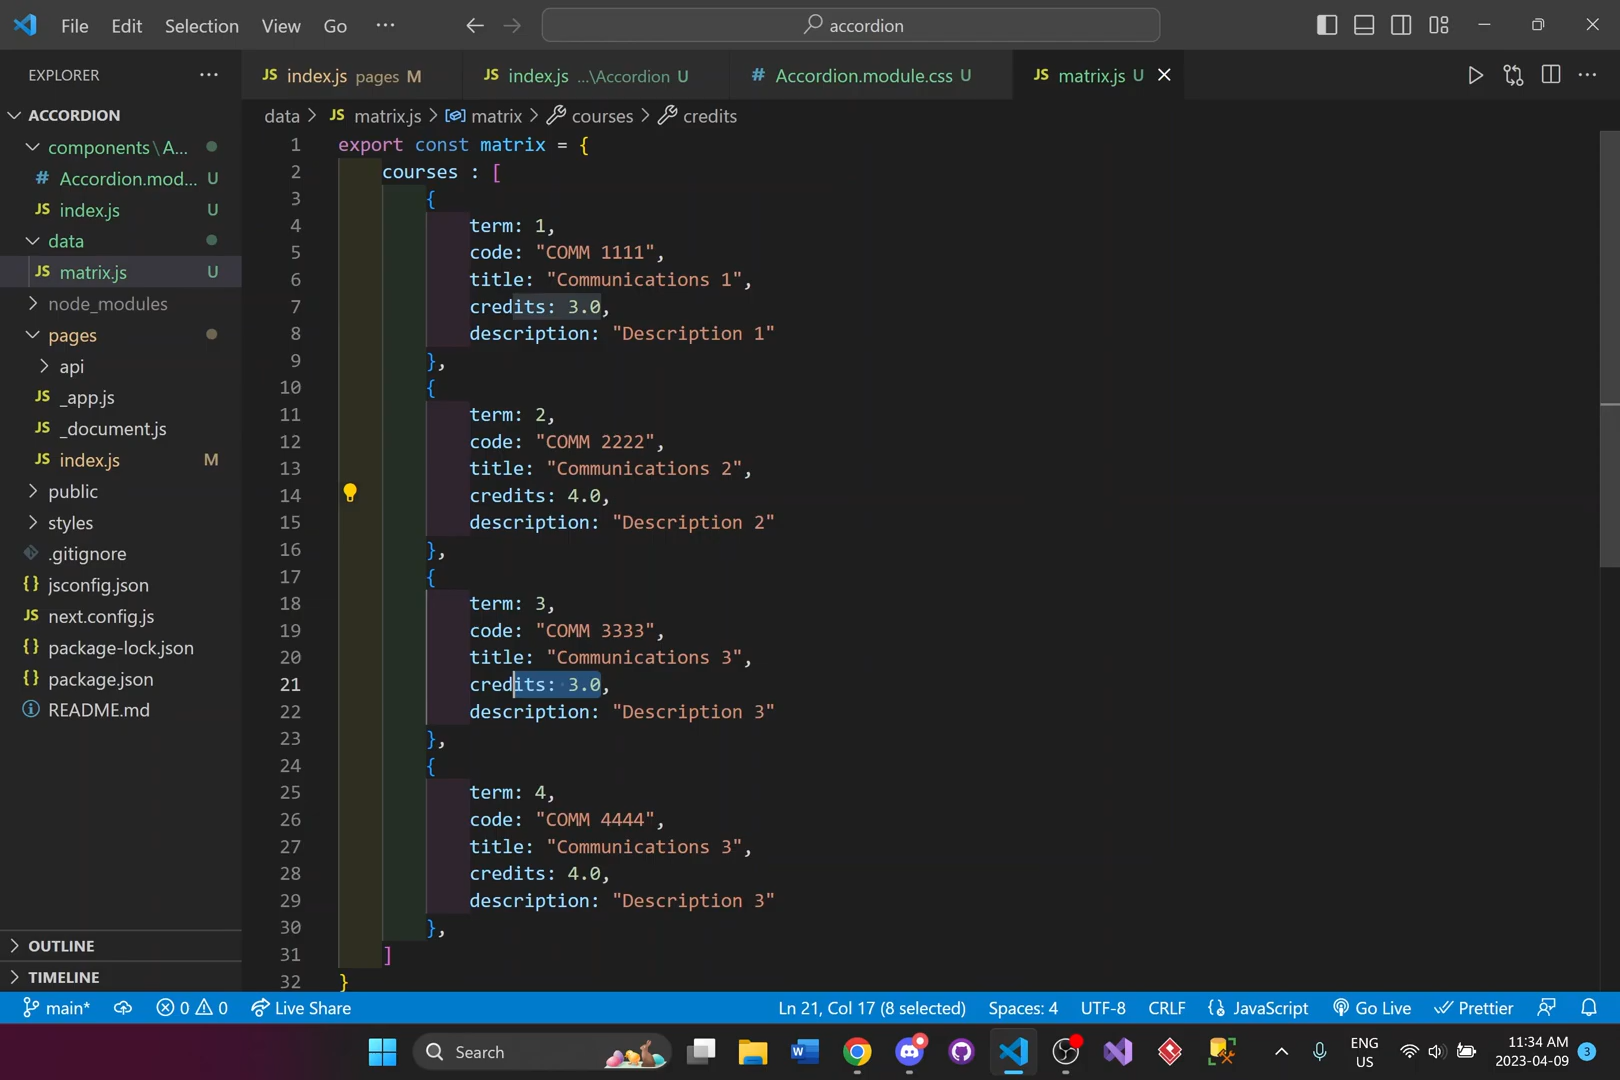 File Edit Selection View Go ···
accordion
EXPLORER ···
JS index.js pages M
JS index.js ...\Accordion U
# Accordion.module.css U
JS matrix.js U
ACCORDION
components\A...
# Accordion.mod... U
JS index.js U
data
JS matrix.js U
node_modules
pages
api
JS _app.js
JS _document.js
JS index.js M
public
styles
.gitignore
{} jsconfig.json
JS next.config.js
{} package-lock.json
{} package.json
README.md
OUTLINE
TIMELINE
data > JS matrix.js > matrix > courses > credits
1 export const matrix = {
2 courses : [
3 {
4 term: 1,
5 code: "COMM 1111",
6 title: "Communications 1",
7 credits: 3.0,
8 description: "Description 1"
9 },
10 {
11 term: 2,
12 code: "COMM 2222",
13 title: "Communications 2",
14 credits: 4.0,
15 description: "Description 2"
16 },
17 {
18 term: 3,
19 code: "COMM 3333",
20 title: "Communications 3",
21 credits: 3.0,
22 description: "Description 3"
23 },
24 {
25 term: 4,
26 code: "COMM 4444",
27 title: "Communications 3",
28 credits: 4.0,
29 description: "Description 3"
30 },
31 ]
32 }
main* 0 0 Live Share
Ln 21, Col 17 (8 selected) Spaces: 4 UTF-8 CRLF {} JavaScript Go Live Prettier
Search
ENG
US
11:34 AM
2023-04-09
3